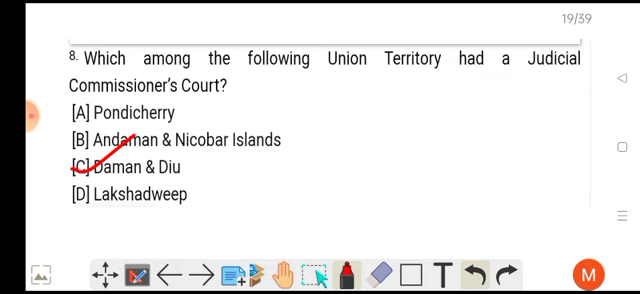 19/39
8. Which among the following Union Territory had a Judicial
Commissioner's Court?
[A] Pondicherry
[B] Andaman & Nicobar Islands
[C] Daman & Diu
[D] Lakshadweep
T
M